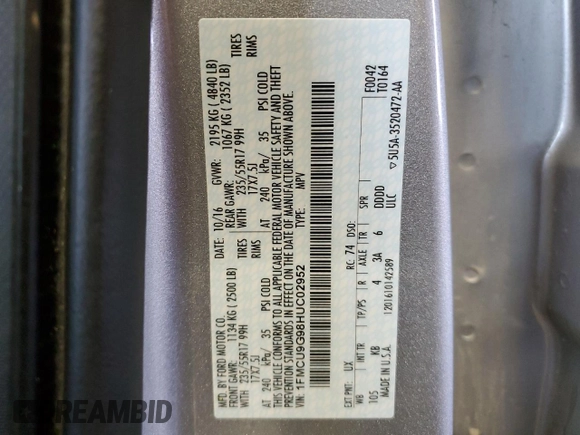 MFD. BY FORD MOTOR CO.
DATE: 10/16 GVWR: 2195 KG ( 4840 LB)
FRONT GAWR: 1134 KG ( 2500 LB) REAR GAWR: 1067 KG ( 2352 LB)
WITH TIRES WITH TIRES
235/55R17 99H RIMS 235/55R17 99H RIMS
17X7.5J 17X7.5J
AT 240 kPa/ 35 PSI COLD AT 240 kPa/ 35 PSI COLD
THIS VEHICLE CONFORMS TO ALL APPLICABLE FEDERAL MOTOR VEHICLE SAFETY AND THEFT
PREVENTION STANDARDS IN EFFECT ON THE DATE OF MANUFACTURE SHOWN ABOVE.
VIN: 1FMCU9G98HUC02952 TYPE: MPV
F0042
T0164
EXT PNT: UX RC: 74 DSO:
WB INT TR TP/PS R AXLE TR SPR
105 KB 4 3A 6 DDDD
MADE IN U.S.A. ULC
1201610142589 ▽5U5A-3520472-AA
REAMBID